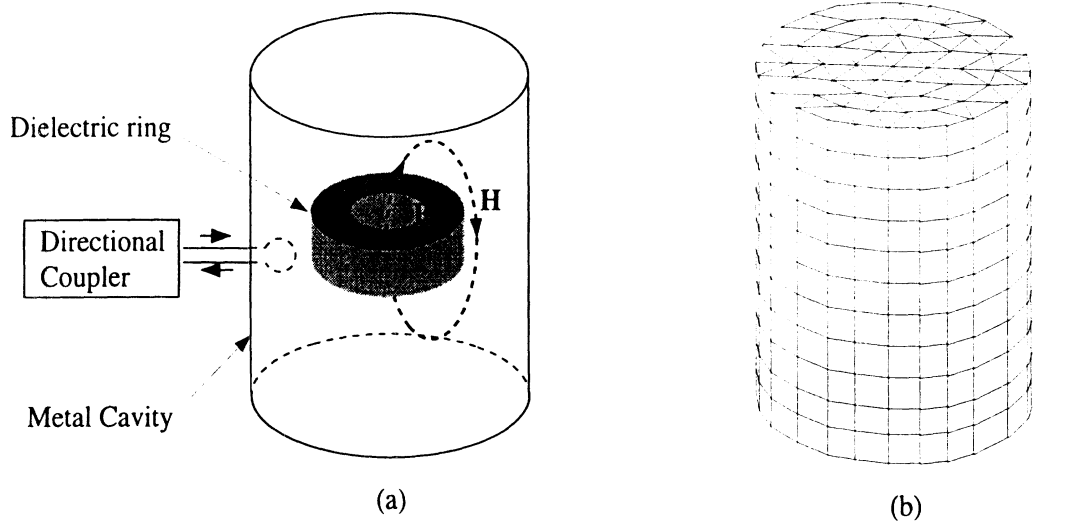 Dielectric ring
H
Directional
Coupler
Metal Cavity
(a)
(b)